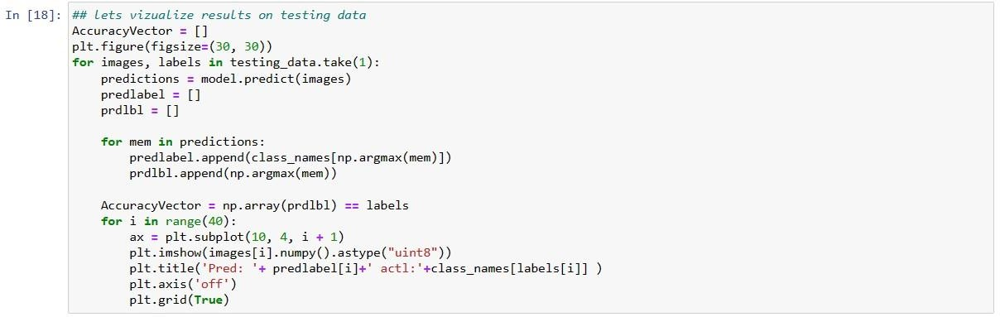 In [18]: ## lets vizualize results on testing data
AccuracyVector = []
plt.figure(figsize=(30, 30))
for images, labels in testing_data.take(1):
    predictions = model.predict(images)
    predlabel = []
    prdlbl = []

    for mem in predictions:
        predlabel.append(class_names[np.argmax(mem)])
        prdlbl.append(np.argmax(mem))

    AccuracyVector = np.array(prdlbl) == labels
    for i in range(40):
        ax = plt.subplot(10, 4, i + 1)
        plt.imshow(images[i].numpy().astype("uint8"))
        plt.title('Pred: '+ predlabel[i]+' actl:'+class_names[labels[i]] )
        plt.axis('off')
        plt.grid(True)